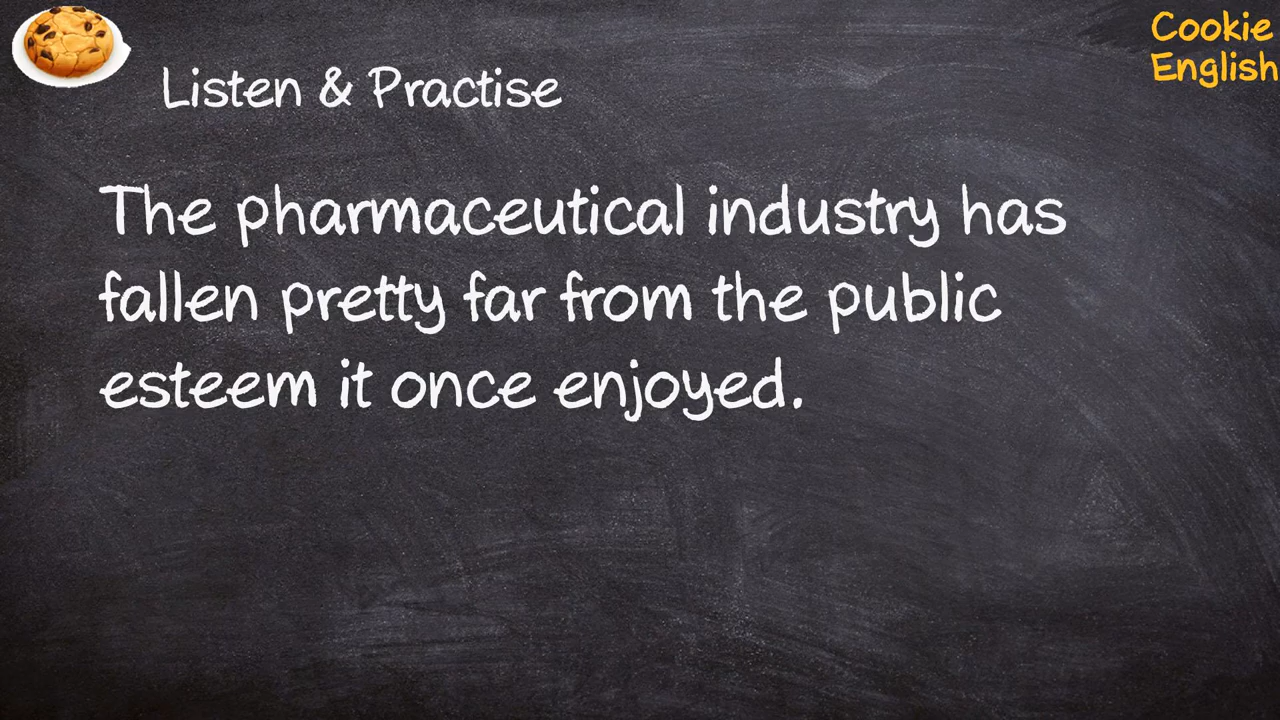 Cookie
English
Listen & Practise
The pharmaceutical industry has
fallen pretty far from the public
esteem it once enjoyed.